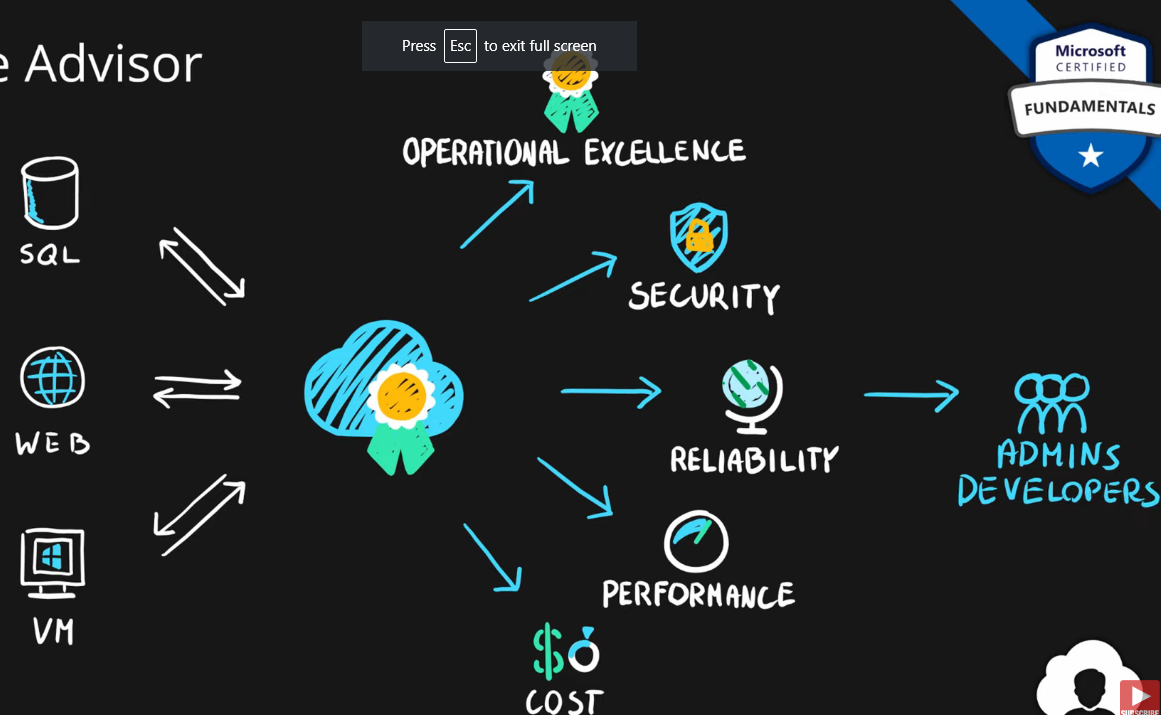 e Advisor
Press Esc to exit full screen
Microsoft
CERTIFIED
FUNDAMENTALS
OPERATIONAL EXCELLENCE
SQL
SECURITY
WEB
RELIABILITY
ADMINS
DEVELOPERS
PERFORMANCE
VM
COST
SUBSCRIBE